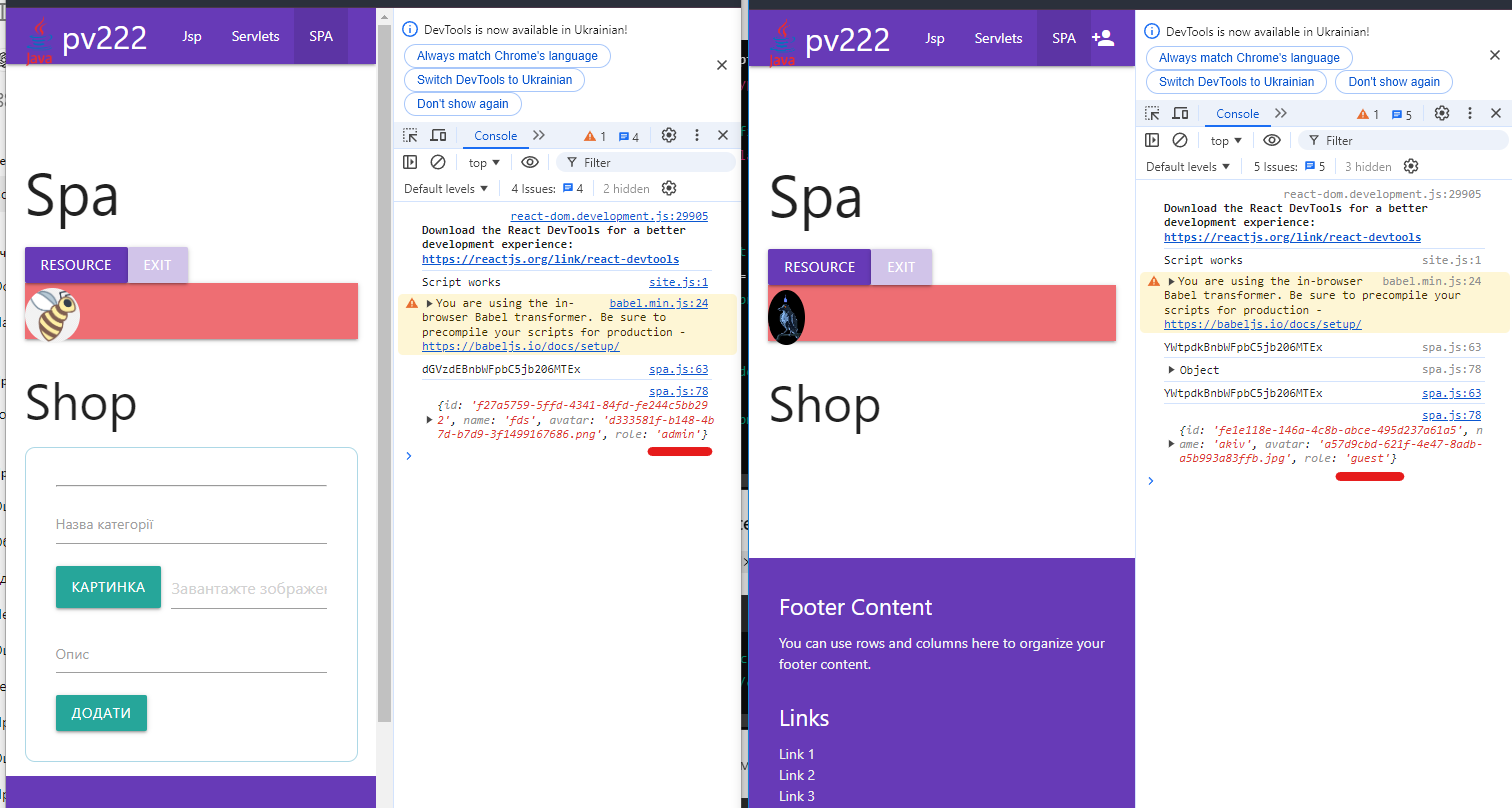 Java
pv222
Jsp
Servlets
SPA
Spa
RESOURCE
EXIT
Shop
Назва категорії
КАРТИНКА
Завантажте зображен
Опис
ДОДАТИ
DevTools is now available in Ukrainian!
Always match Chrome's language
Switch DevTools to Ukrainian
Don't show again
Console
1
4
top
Filter
Default levels
4 Issues:
4
2 hidden
react-dom.development.js:29905
Download the React DevTools for a better
development experience:
https://reactjs.org/link/react-devtools
Script works
site.js:1
You are using the in-
babel.min.js:24
browser Babel transformer. Be sure to
precompile your scripts for production -
https://babeljs.io/docs/setup/
dGVzdEBnbWFpbC5jb206MTEx
spa.js:63
spa.js:78
{id: 'f27a5759-5ffd-4341-84fd-fe244c5bb29
2', name: 'fds', avatar: 'd333581f-b148-4b
7d-b7d9-3f1499167686.png', role: 'admin'}
Java
pv222
Jsp
Servlets
SPA
Spa
RESOURCE
EXIT
Shop
Footer Content
You can use rows and columns here to organize your
footer content.
Links
Link 1
Link 2
Link 3
DevTools is now available in Ukrainian!
Always match Chrome's language
Switch DevTools to Ukrainian
Don't show again
Console
1
5
top
Filter
Default levels
5 Issues:
5
3 hidden
react-dom.development.js:29905
Download the React DevTools for a better
development experience:
https://reactjs.org/link/react-devtools
Script works
site.js:1
You are using the in-browser
babel.min.js:24
Babel transformer. Be sure to precompile your
scripts for production -
https://babeljs.io/docs/setup/
YWtpdkBnbWFpbC5jb206MTEx
spa.js:63
Object
spa.js:78
YWtpdkBnbWFpbC5jb206MTEx
spa.js:63
spa.js:78
{id: 'fe1e118e-146a-4c8b-abce-495d237a61a5', n
ame: 'akiv', avatar: 'a57d9cbd-621f-4e47-8adb-
a5b993a83ffb.jpg', role: 'guest'}